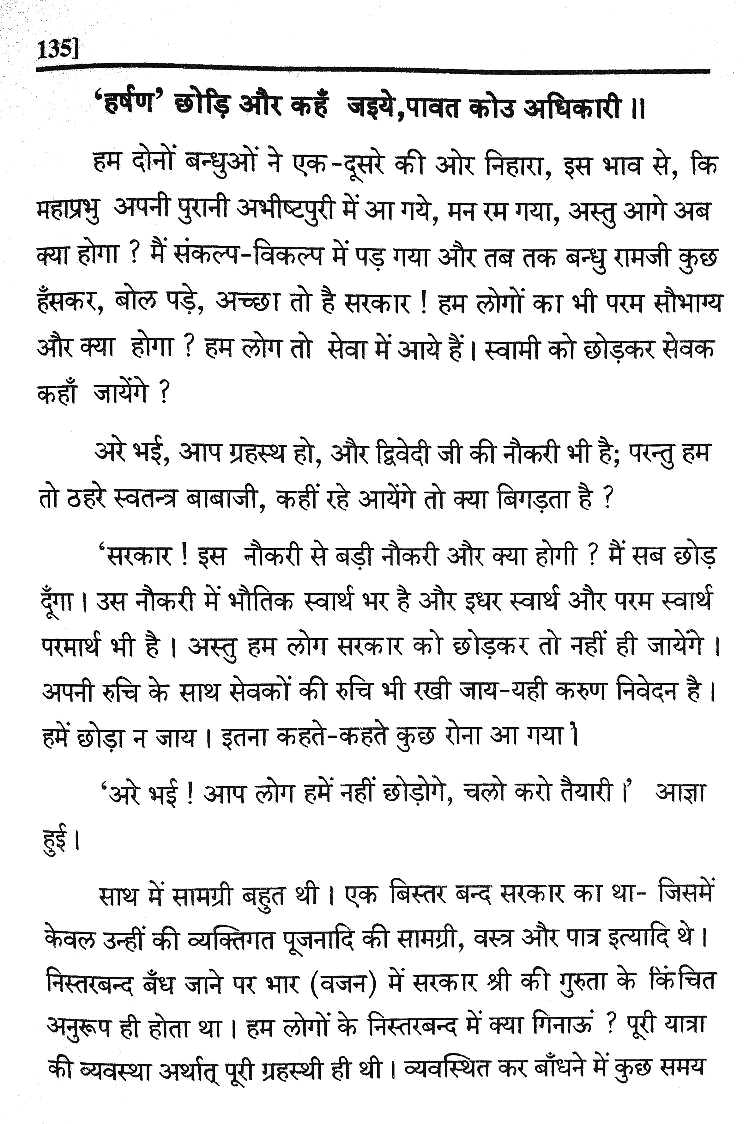 135]
‘हर्षण’ छोड़ि और कहँ जइये,पावत कोउ अधिकारी ॥
हम दोनों बन्धुओं ने एक-दूसरे की ओर निहारा, इस भाव से, कि
महाप्रभु अपनी पुरानी अभीष्टपुरी में आ गये, मन रम गया, अस्तु आगे अब
क्या होगा ? मैं संकल्प-विकल्प में पड़ गया और तब तक बन्धु रामजी कुछ
हँसकर, बोल पड़े, अच्छा तो है सरकार ! हम लोगों का भी परम सौभाग्य
और क्या होगा ? हम लोग तो सेवा में आये हैं । स्वामी को छोड़कर सेवक
कहाँ जायेंगे ?
अरे भई, आप ग्रहस्थ हो, और द्विवेदी जी की नौकरी भी है; परन्तु हम
तो ठहरे स्वतन्त्र बाबाजी, कहीं रहे आयेंगे तो क्या बिगड़ता है ?
‘सरकार ! इस नौकरी से बड़ी नौकरी और क्या होगी ? मैं सब छोड़
दूँगा । उस नौकरी में भौतिक स्वार्थ भर है और इधर स्वार्थ और परम स्वार्थ
परमार्थ भी है । अस्तु हम लोग सरकार को छोड़कर तो नहीं ही जायेंगे ।
अपनी रुचि के साथ सेवकों की रुचि भी रखी जाय-यही करुण निवेदन है ।
हमें छोड़ा न जाय । इतना कहते-कहते कुछ रोना आ गया ।
‘अरे भई ! आप लोग हमें नहीं छोड़ोगे, चलो करो तैयारी ।’ आज्ञा
हुई ।
साथ में सामग्री बहुत थी । एक बिस्तर बन्द सरकार का था- जिसमें
केवल उन्हीं की व्यक्तिगत पूजनादि की सामग्री, वस्त्र और पात्र इत्यादि थे ।
निस्तरबन्द बँध जाने पर भार (वजन) में सरकार श्री की गुरुता के किंचित
अनुरूप ही होता था । हम लोगों के निस्तरबन्द में क्या गिनाऊं ? पूरी यात्रा
की व्यवस्था अर्थात् पूरी ग्रहस्थी ही थी । व्यवस्थित कर बाँधने में कुछ समय